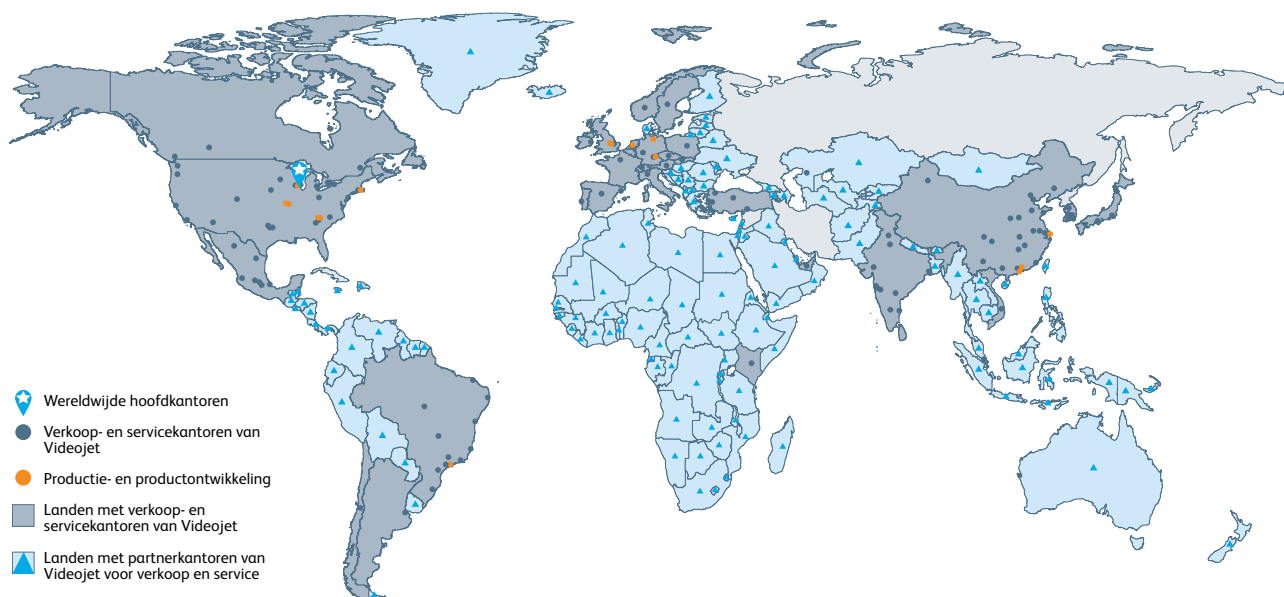 Wereldwijde hoofdkantoren
Verkoop- en servicekantoren van
Videojet
Productie- en productontwikkeling
Landen met verkoop- en
servicekantoren van Videojet
Landen met partnerkantoren van
Videojet voor verkoop en service